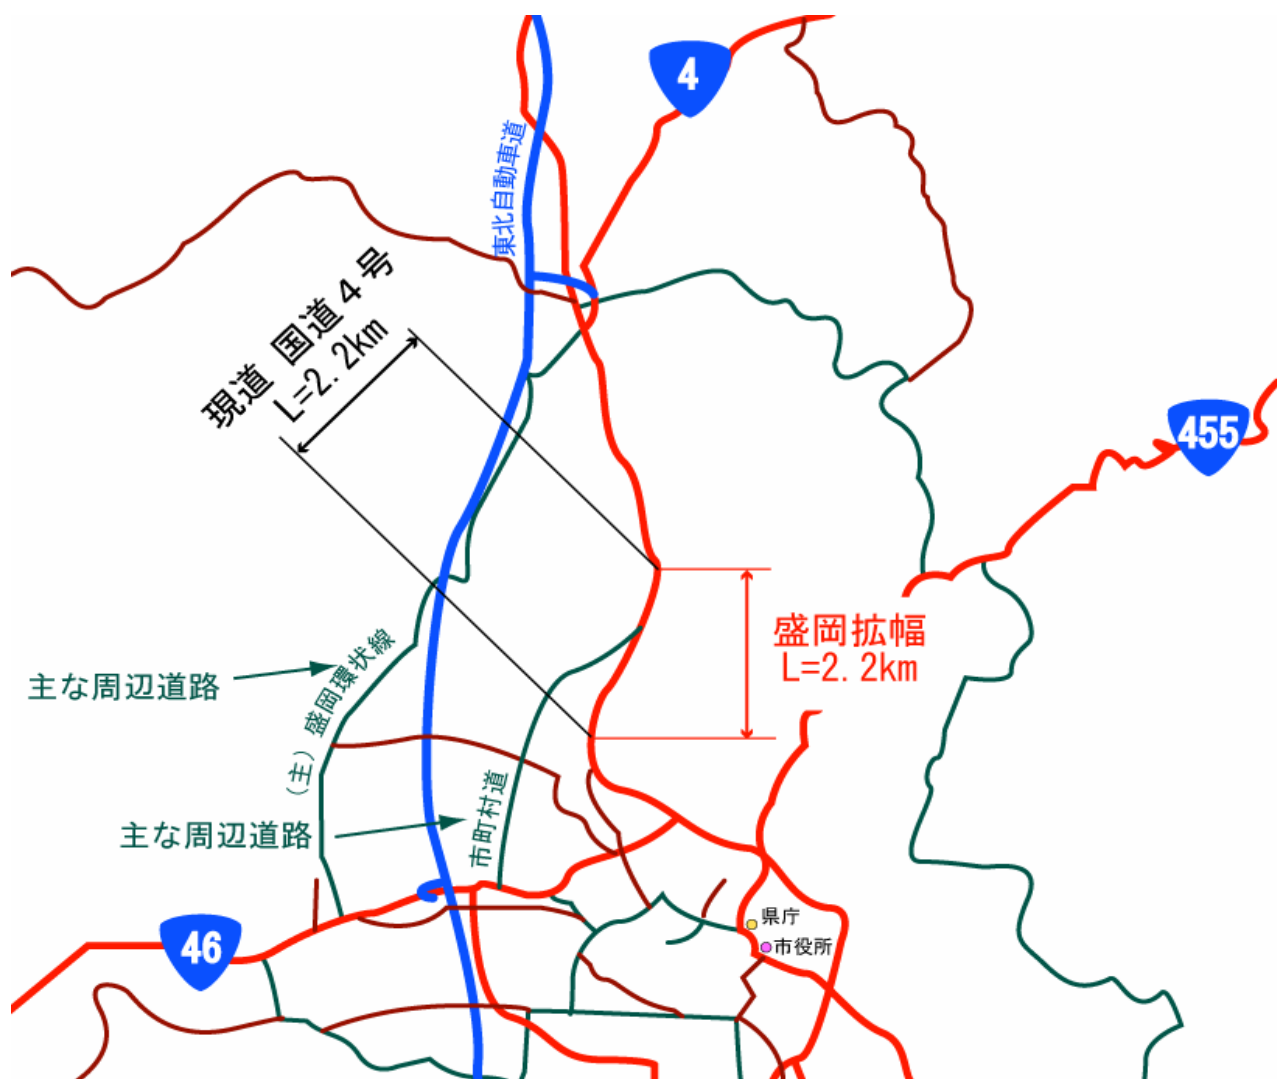 4
東北自動車道
現道 国道4号
L=2.2km
455
盛岡拡幅
L=2.2km
主な周辺道路
(主) 盛岡環状線
主な周辺道路
市町村道
県庁
市役所
46